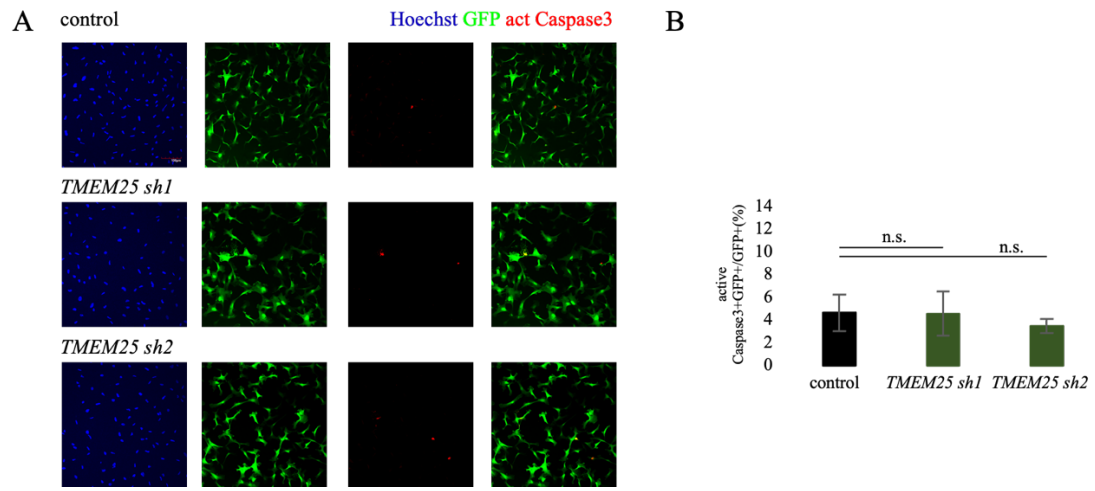 A
control
Hoechst GFP act Caspase3
TMEM25 sh1
TMEM25 sh2
B
active
Caspase3+GFP+/GFP+(%)
14
12
10
8
6
4
2
0
n.s.
n.s.
control
TMEM25 sh1
TMEM25 sh2